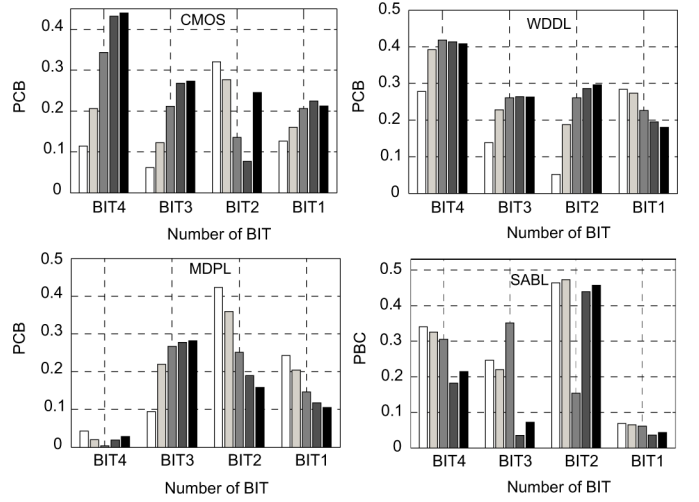 CMOS
PCB
0.4
0.3
0.2
0.1
0
BIT4 BIT3 BIT2 BIT1
Number of BIT
WDDL
PCB
0.5
0.4
0.3
0.2
0.1
0
BIT4 BIT3 BIT2 BIT1
Number of BIT
MDPL
PCB
0.5
0.4
0.3
0.2
0.1
0
BIT4 BIT3 BIT2 BIT1
Number of BIT
SABL
PBC
0.5
0.4
0.3
0.2
0.1
0
BIT4 BIT3 BIT2 BIT1
Number of BIT